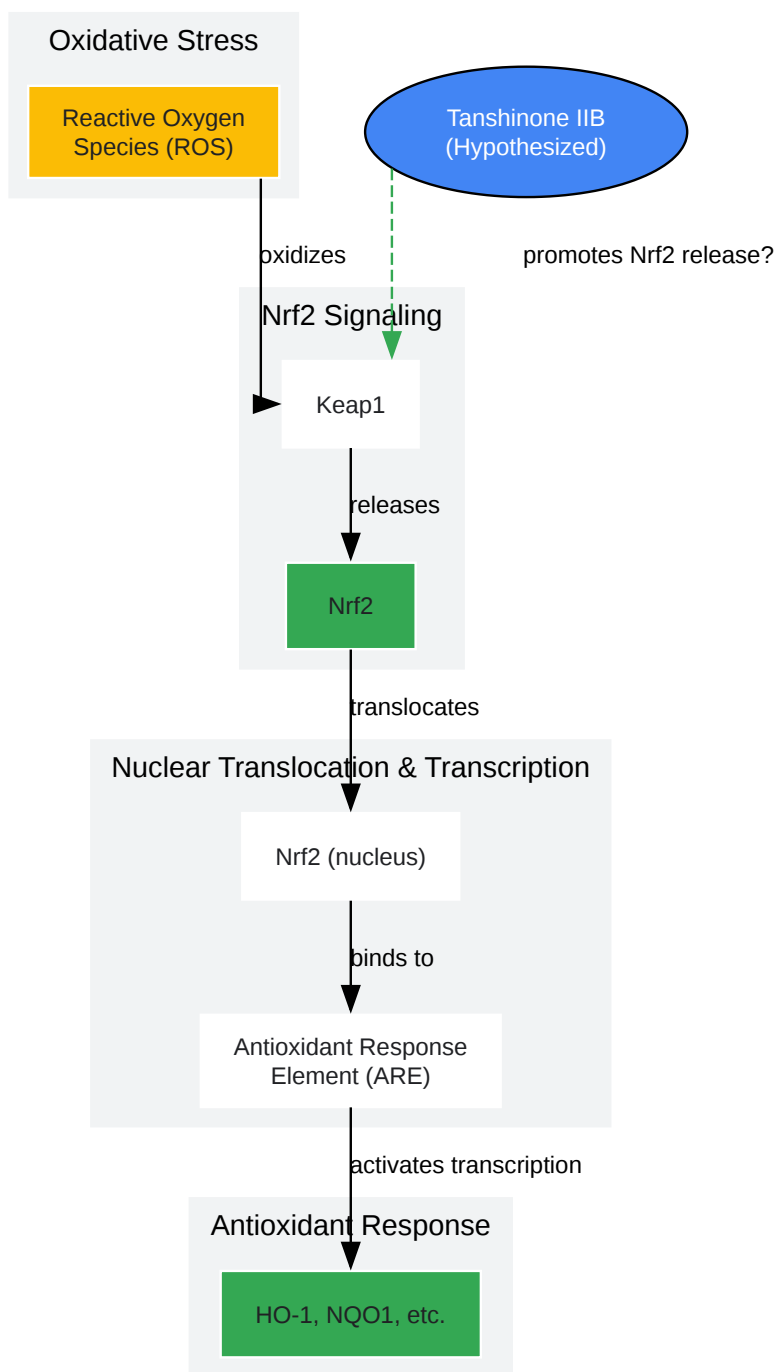 Oxidative Stress
Reactive Oxygen
Species (ROS)
Tanshinone IIB
(Hypothesized)
oxidizes
promotes Nrf2 release?
Nrf2 Signaling
Keap1
releases
Nrf2
translocates
Nuclear Translocation & Transcription
Nrf2 (nucleus)
binds to
Antioxidant Response
Element (ARE)
activates transcription
Antioxidant Response
HO-1, NQO1, etc.